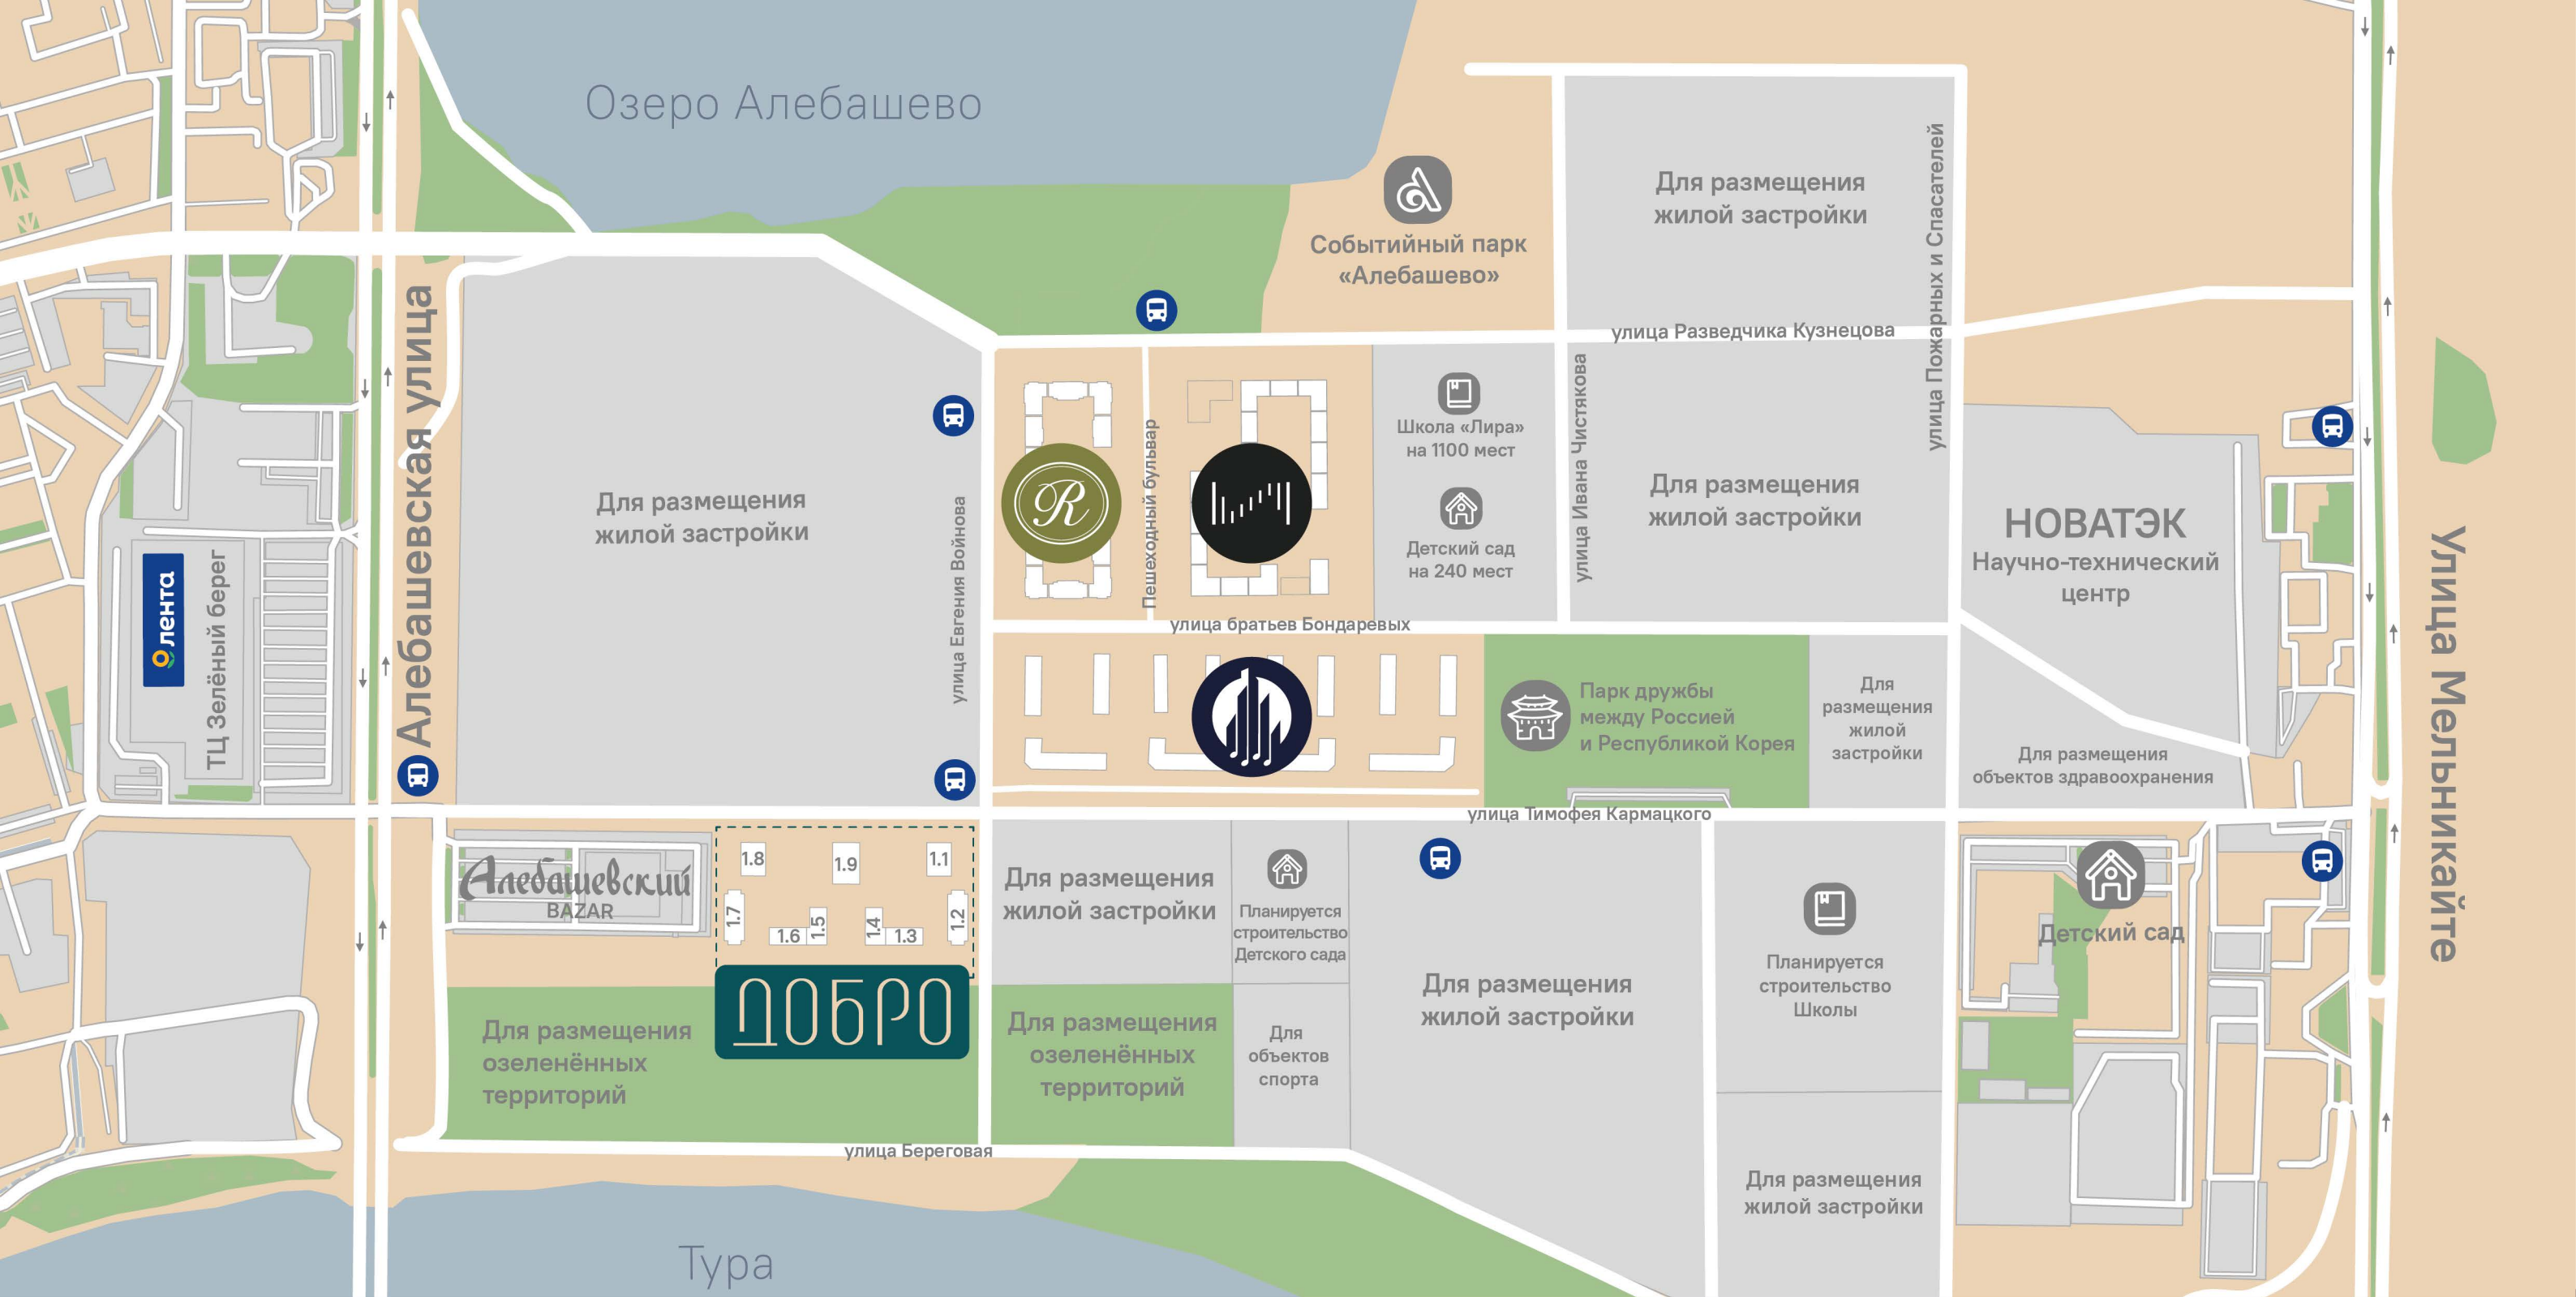 Озеро Алебашево
Событийный парк
«Алебашево»
Для размещения
жилой застройки
улица Пожарных и Спасателей
улица Разведчика Кузнецова
Алебашевская улица
Для размещения
жилой застройки
улица Евгения Войнова
R
Пешеходный бульвар
Школа «Лира»
на 1100 мест
Детский сад
на 240 мест
улица Ивана Чистякова
Для размещения
жилой застройки
НОВАТЭК
Научно-технический
центр
Улица Мельникайте
лента
ТЦ Зелёный берег
улица братьев Бондаревых
Парк дружбы
между Россией
и Республикой Корея
Для
размещения
жилой
застройки
Для размещения
объектов здравоохранения
улица Тимофея Кармацкого
Алебашевский
BAZAR
1.8
1.9
1.1
1.7
1.6
1.5
1.4
1.3
1.2
ДОБРО
Для размещения
жилой застройки
Планируется
строительство
Детского сада
Для размещения
жилой застройки
Планируется
строительство
Школы
Детский сад
Для размещения
озеленённых
территорий
Для размещения
озеленённых
территорий
Для
объектов
спорта
улица Береговая
Для размещения
жилой застройки
Тура